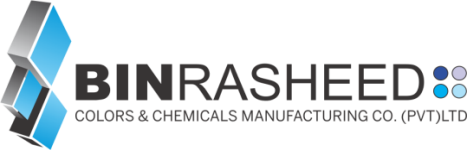 BINRASHEED
COLORS & CHEMICALS MANUFACTURING CO. (PVT)LTD